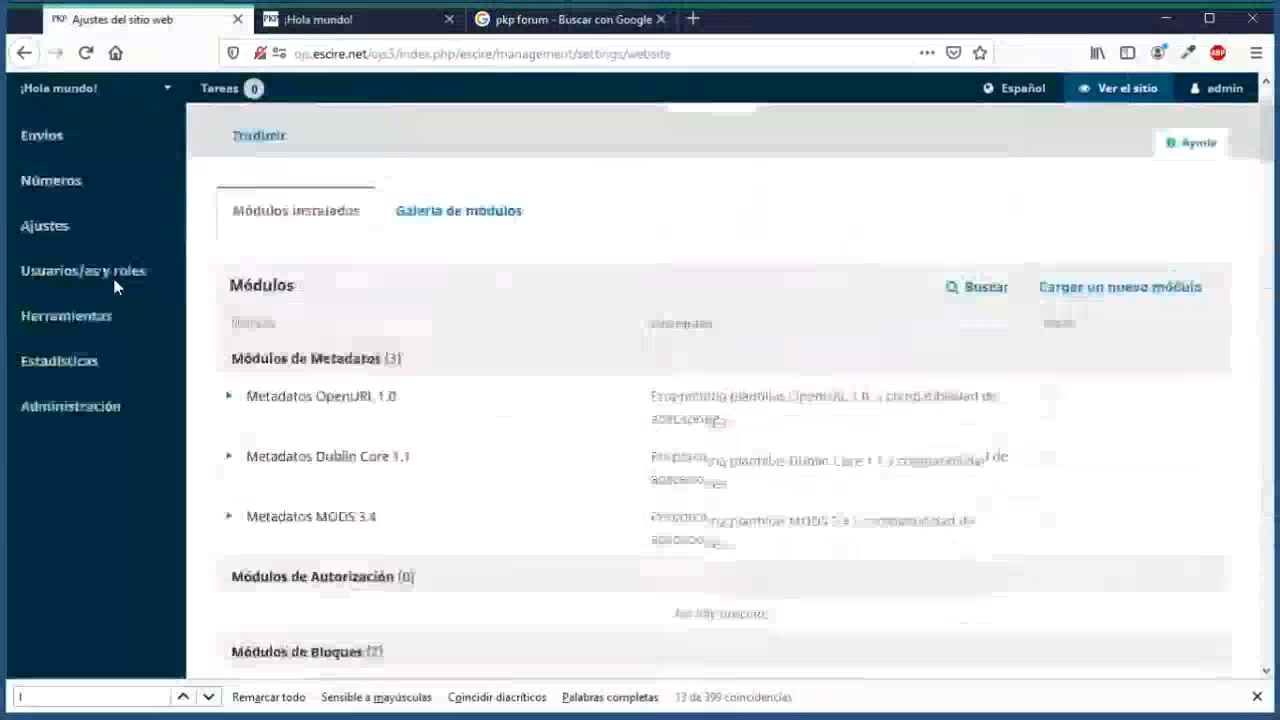 PKP Ajustes del sitio web
PKP ¡Hola mundo!
G pkp forum - Buscar con Google
ojs.escire.net/ojs3/index.php/escire/management/settings/website
ABP
¡Hola mundo!
Tareas 0
Español
Ver el sitio
admin
Envíos
Números
Ajustes
Usuarios/as y roles
Herramientas
Estadísticas
Administración
Ayuda
Módulos instalados
Galería de módulos
Módulos
Buscar
Cargar un nuevo módulo
Módulos de Metadatos (3)
Metadatos OpenURL 1.0
Metadatos Dublin Core 1.1
Metadatos MODS 3.4
Módulos de Autorización (0)
Módulos de Bloques (7)
l
Remarcar todo
Sensible a mayúsculas
Coincidir diacríticos
Palabras completas
13 de 399 coincidencias